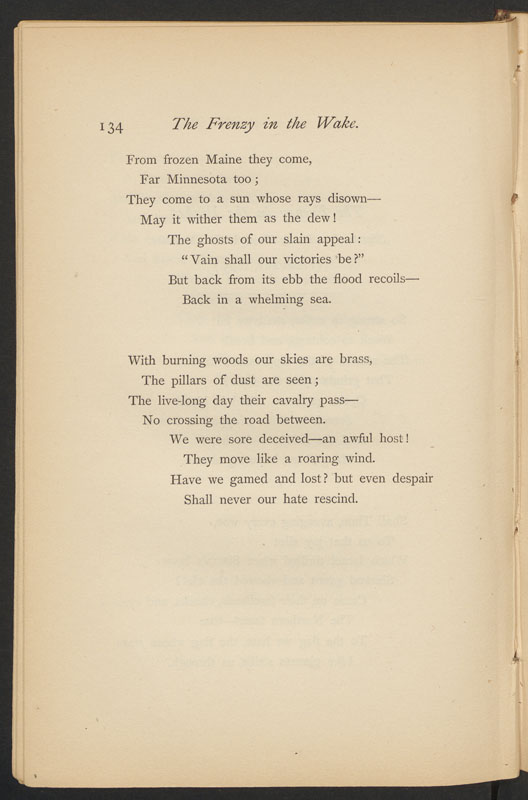 134 The Frenzy in the Wake.
From frozen Maine they come,
Far Minnesota too ;
They come to a sun whose rays disown—
May it wither them as the dew !
The ghosts of our slain appeal :
"Vain shall our victories be?"
But back from its ebb the flood recoils—
Back in a whelming sea.
With burning woods our skies are brass,
The pillars of dust are seen ;
The live-long day their cavalry pass—
No crossing the road between.
We were sore deceived—an awful host !
They move like a roaring wind.
Have we gamed and lost? but even despair
Shall never our hate rescind.